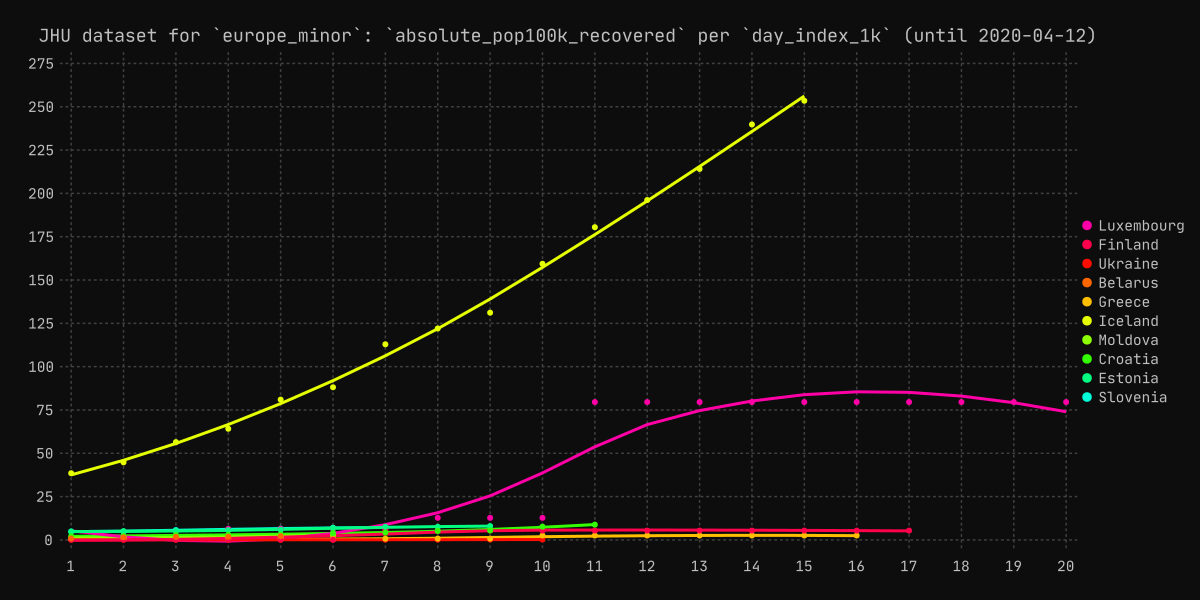 JHU dataset for `europe_minor`: `absolute_pop100k_recovered` per `day_index_1k` (until 2020-04-12)
275
250
225
200
175
150
125
100
75
50
25
0
1 2 3 4 5 6 7 8 9 10 11 12 13 14 15 16 17 18 19 20
Luxembourg
Finland
Ukraine
Belarus
Greece
Iceland
Moldova
Croatia
Estonia
Slovenia